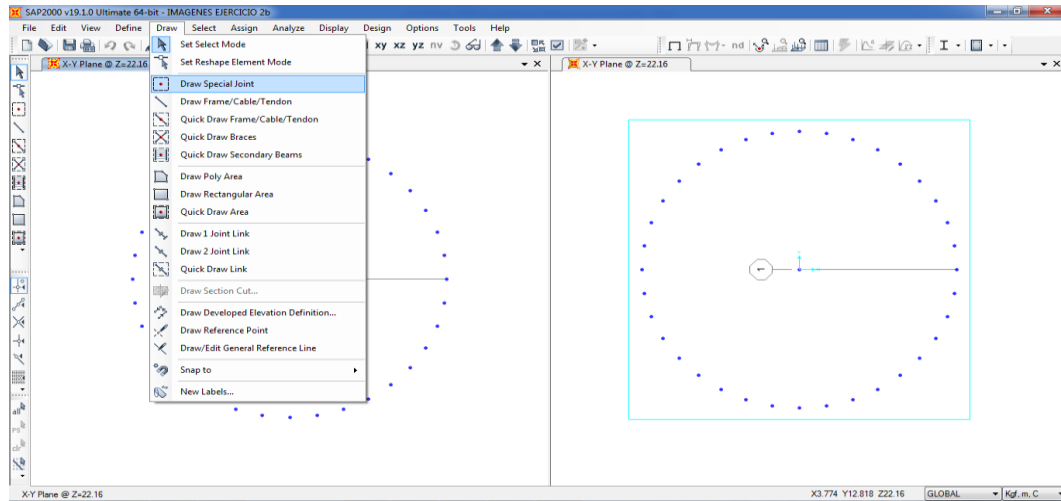 SAP2000 v19.1.0 Ultimate 64-bit - IMAGENES EJERCICIO 2b
File Edit View Define Draw Select Assign Analyze Display Design Options Tools Help
xy xz yz nv nd
X-Y Plane @ Z=22.16
X-Y Plane @ Z=22.16
Set Select Mode
Set Reshape Element Mode
Draw Special Joint
Draw Frame/Cable/Tendon
Quick Draw Frame/Cable/Tendon
Quick Draw Braces
Quick Draw Secondary Beams
Draw Poly Area
Draw Rectangular Area
Quick Draw Area
Draw 1 Joint Link
Draw 2 Joint Link
Quick Draw Link
Draw Section Cut...
Draw Developed Elevation Definition...
Draw Reference Point
Draw/Edit General Reference Line
Snap to
New Labels...
1
all
PS
clr
X-Y Plane @ Z=22.16 X3.774 Y12.818 Z22.16 GLOBAL Kgf, m, C